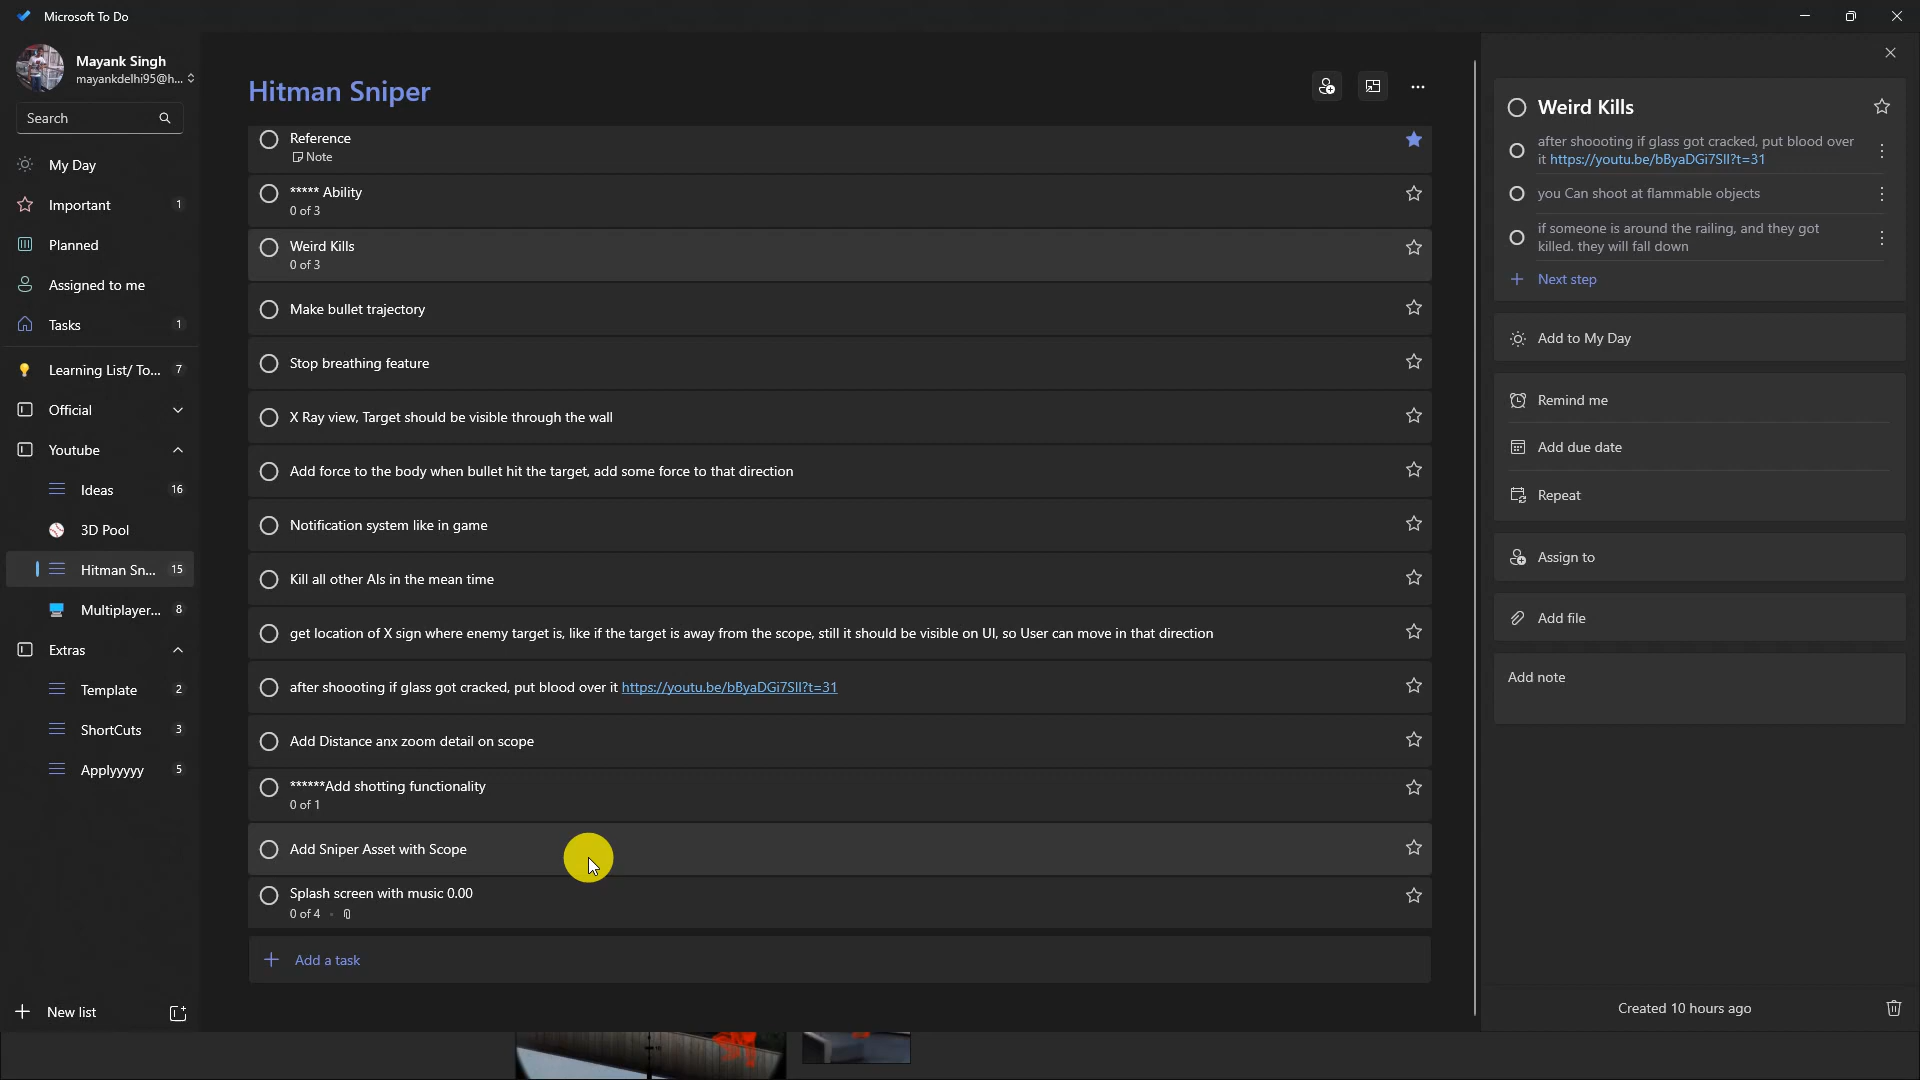 Microsoft To Do
Mayank Singh
mayankdelhi95@h...
Search
My Day
Important 1
Planned
Assigned to me
Tasks 1
Learning List/ To... 7
Official
Youtube
Ideas 16
3D Pool
Hitman Sn... 15
Multiplayer... 8
Extras
Template 2
ShortCuts 3
Applyyyyy 5
New list
Hitman Sniper
Reference
Note
***** Ability
0 of 3
Weird Kills
0 of 3
Make bullet trajectory
Stop breathing feature
X Ray view, Target should be visible through the wall
Add force to the body when bullet hit the target, add some force to that direction
Notification system like in game
Kill all other AIs in the mean time
get location of X sign where enemy target is, like if the target is away from the scope, still it should be visible on UI, so User can move in that direction
after shoooting if glass got cracked, put blood over it https://youtu.be/bByaDGi7SlI?t=31
Add Distance anx zoom detail on scope
******Add shotting functionality
0 of 1
Add Sniper Asset with Scope
Splash screen with music 0.00
0 of 4
Add a task
Weird Kills
after shoooting if glass got cracked, put blood over
it https://youtu.be/bByaDGi7SlI?t=31
you Can shoot at flammable objects
if someone is around the railing, and they got
killed. they will fall down
Next step
Add to My Day
Remind me
Add due date
Repeat
Assign to
Add file
Add note
Created 10 hours ago